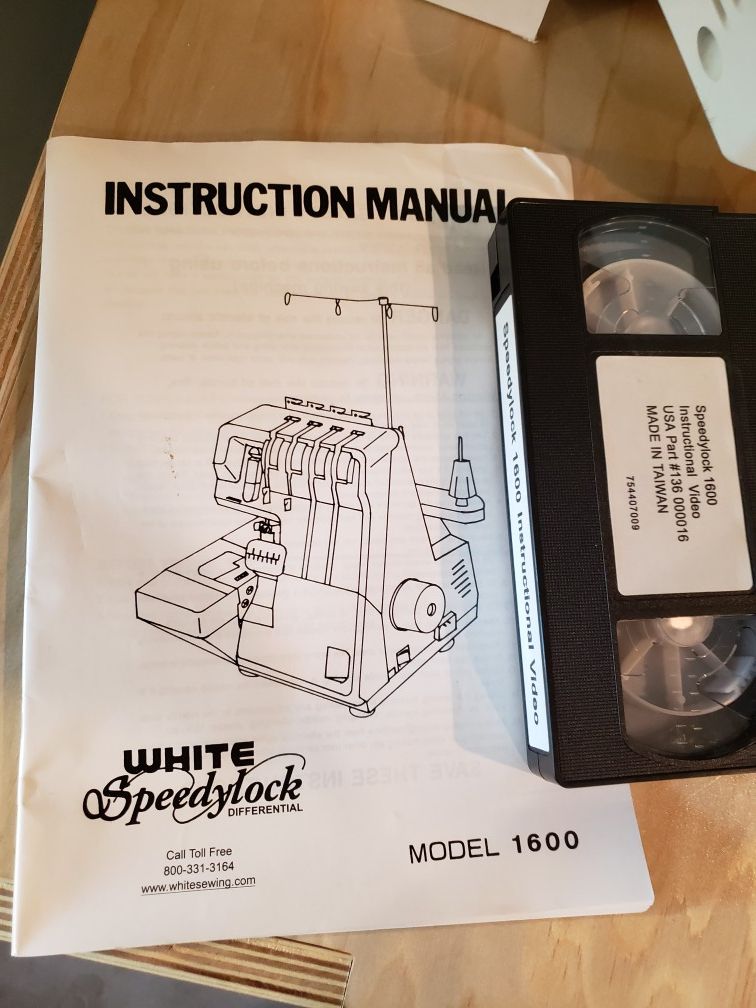 INSTRUCTION MANUAL
WHITE
Speedylock
DIFFERENTIAL
Call Toll Free
800-331-3164
www.whitesewing.com
MODEL 1600
Speedylock 1600 Instructional Video
Speedylock 1600
Instructional Video
USA Part #136 000016
MADE IN TAIWAN
754407009